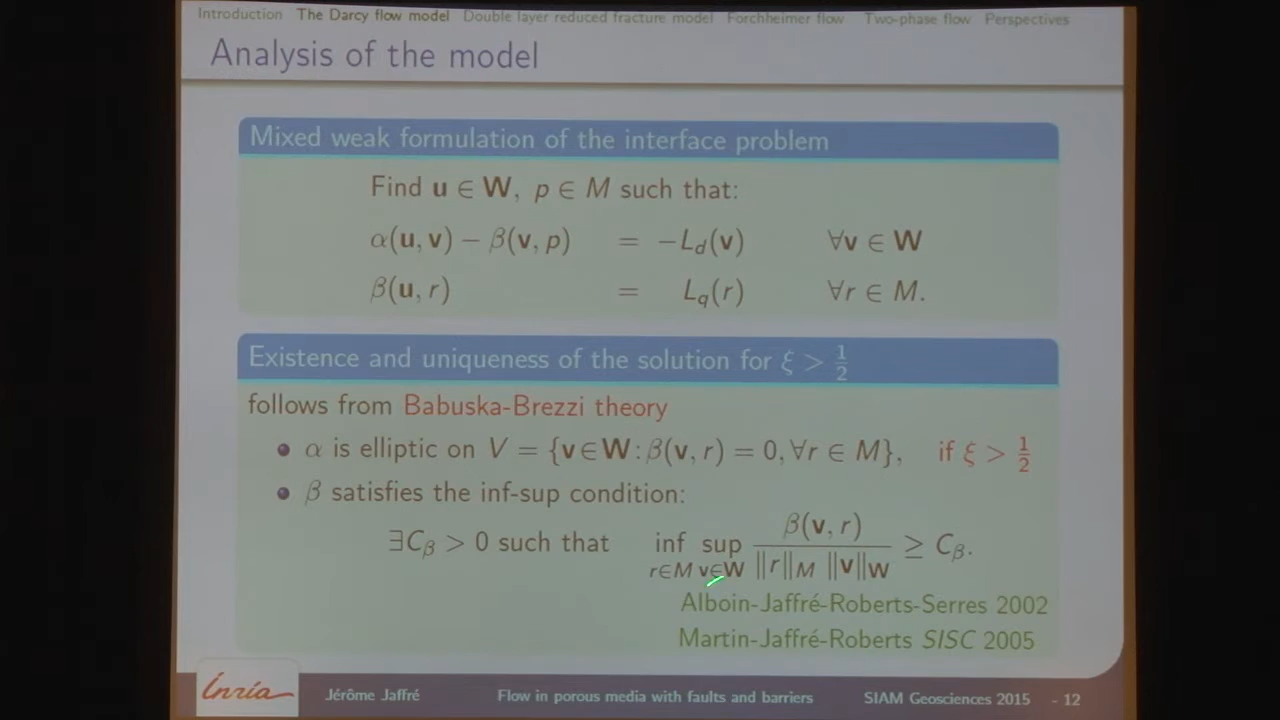 Introduction The Darcy flow model Double layer reduced fracture model Forchheimer flow Two-phase flow Perspectives
Analysis of the model
Mixed weak formulation of the interface problem
Find u ∈ W, p ∈ M such that:
α(u, v) − β(v, p) = −L_d(v) ∀v ∈ W
β(u, r) = L_q(r) ∀r ∈ M.
Existence and uniqueness of the solution for ξ > 1/2
follows from Babuska-Brezzi theory
α is elliptic on V = {v∈W : β(v, r) = 0, ∀r ∈ M}, if ξ > 1/2
β satisfies the inf-sup condition:
∃C_β > 0 such that inf_{r∈M} sup_{v∈W} β(v, r) / ‖r‖_M ‖v‖_W ≥ C_β.
Alboin-Jaffré-Roberts-Serres 2002
Martin-Jaffré-Roberts SISC 2005
Inría Jérôme Jaffré Flow in porous media with faults and barriers SIAM Geosciences 2015 - 12